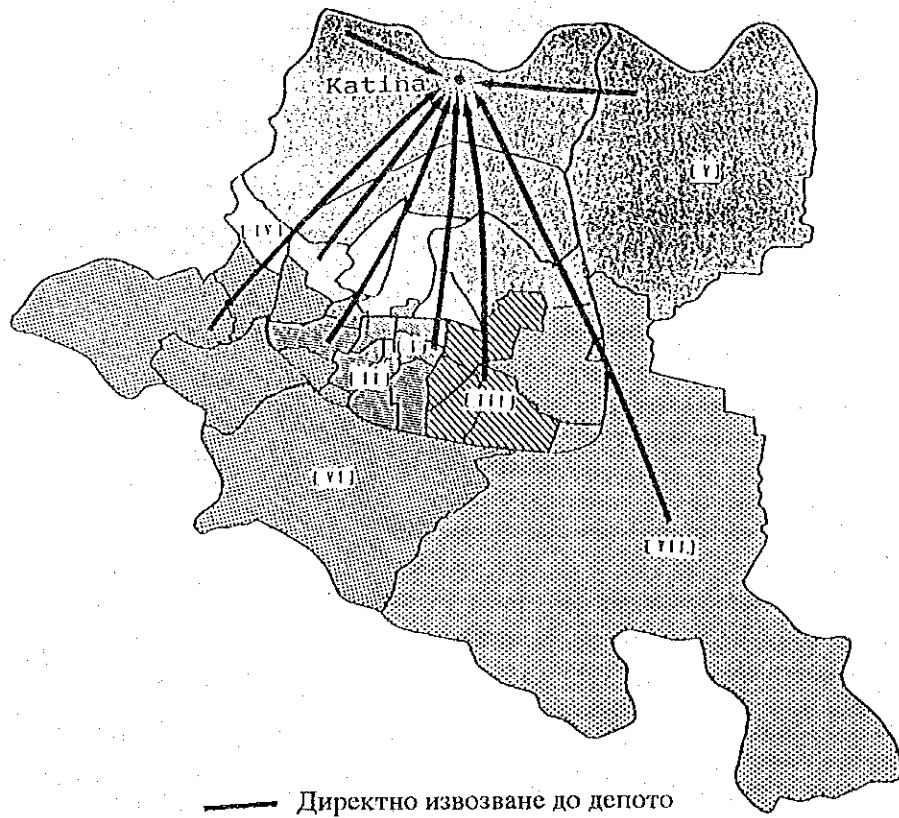 Katina
[ V ]
[ IV ]
[ I ]
[ II ]
[ III ]
[ VI ]
[ VII ]
Директно извозване до депото